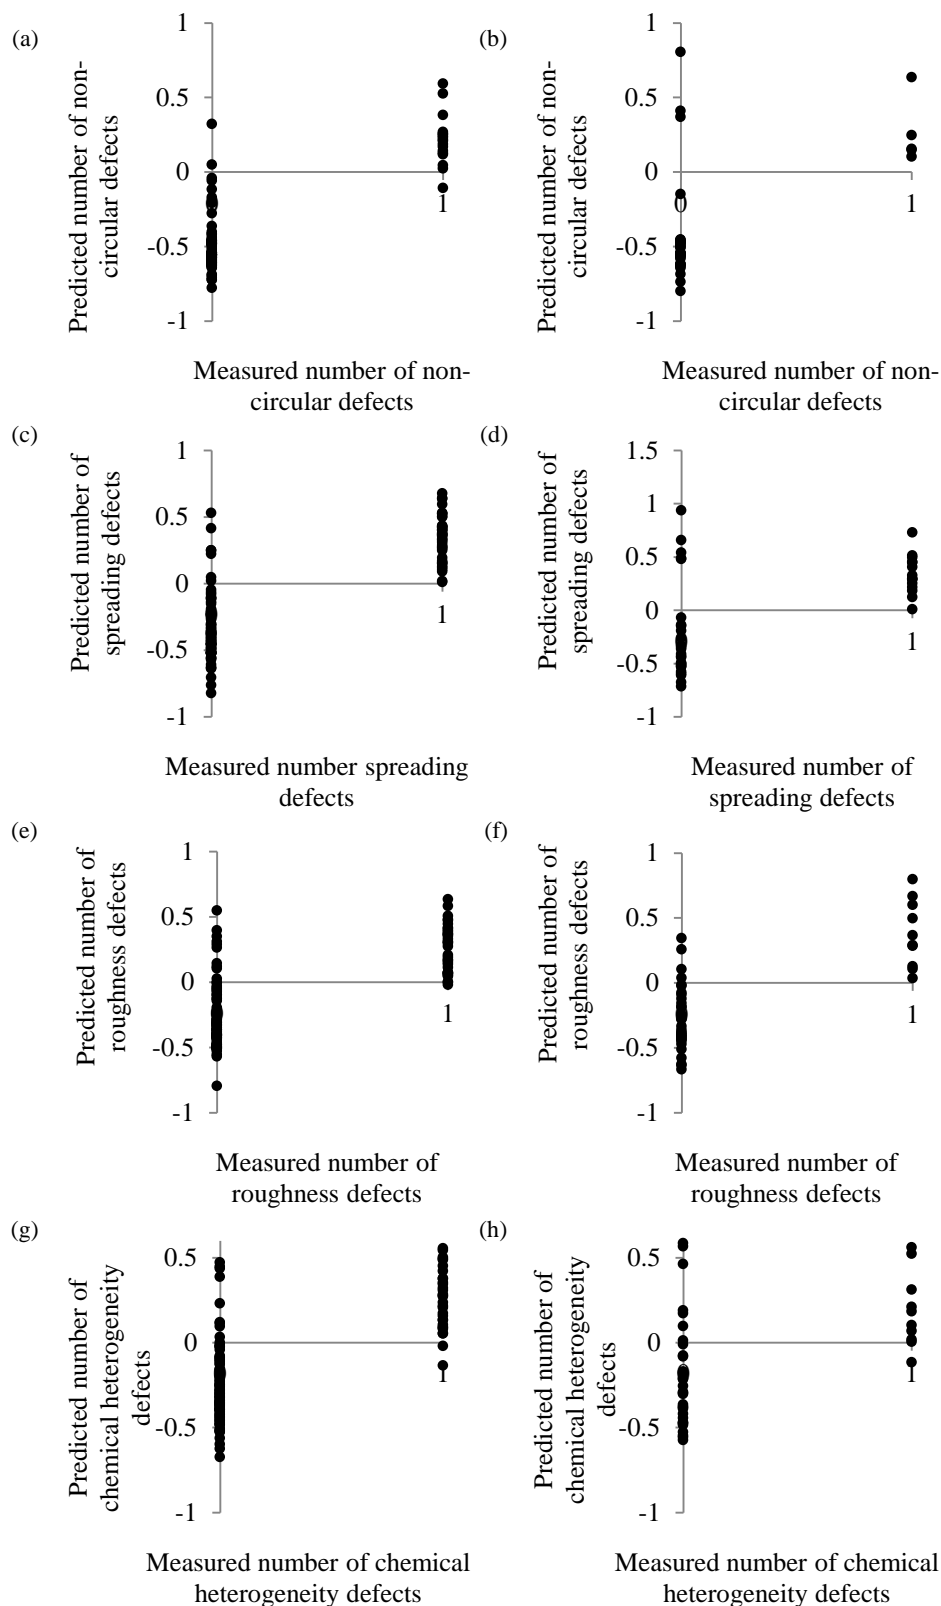 (a)
Predicted number of non-
circular defects
1
0.5
0
-0.5
-1
0
1
Measured number of non-
circular defects
(b)
Predicted number of non-
circular defects
1
0.5
0
-0.5
-1
0
1
Measured number of non-
circular defects
(c)
Predicted number of
spreading defects
1
0.5
0
-0.5
-1
1
Measured number spreading
defects
(d)
Predicted number of
spreading defects
1.5
1
0.5
0
-0.5
-1
1
Measured number of
spreading defects
(e)
Predicted number of
roughness defects
1
0.5
0
-0.5
-1
1
Measured number of
roughness defects
(f)
Predicted number of
roughness defects
1
0.5
0
-0.5
-1
1
Measured number of
roughness defects
(g)
Predicted number of
chemical heterogeneity
defects
0.5
0
-0.5
-1
1
Measured number of chemical
heterogeneity defects
(h)
Predicted number of
chemical heterogeneity
defects
0.5
0
-0.5
-1
1
Measured number of chemical
heterogeneity defects